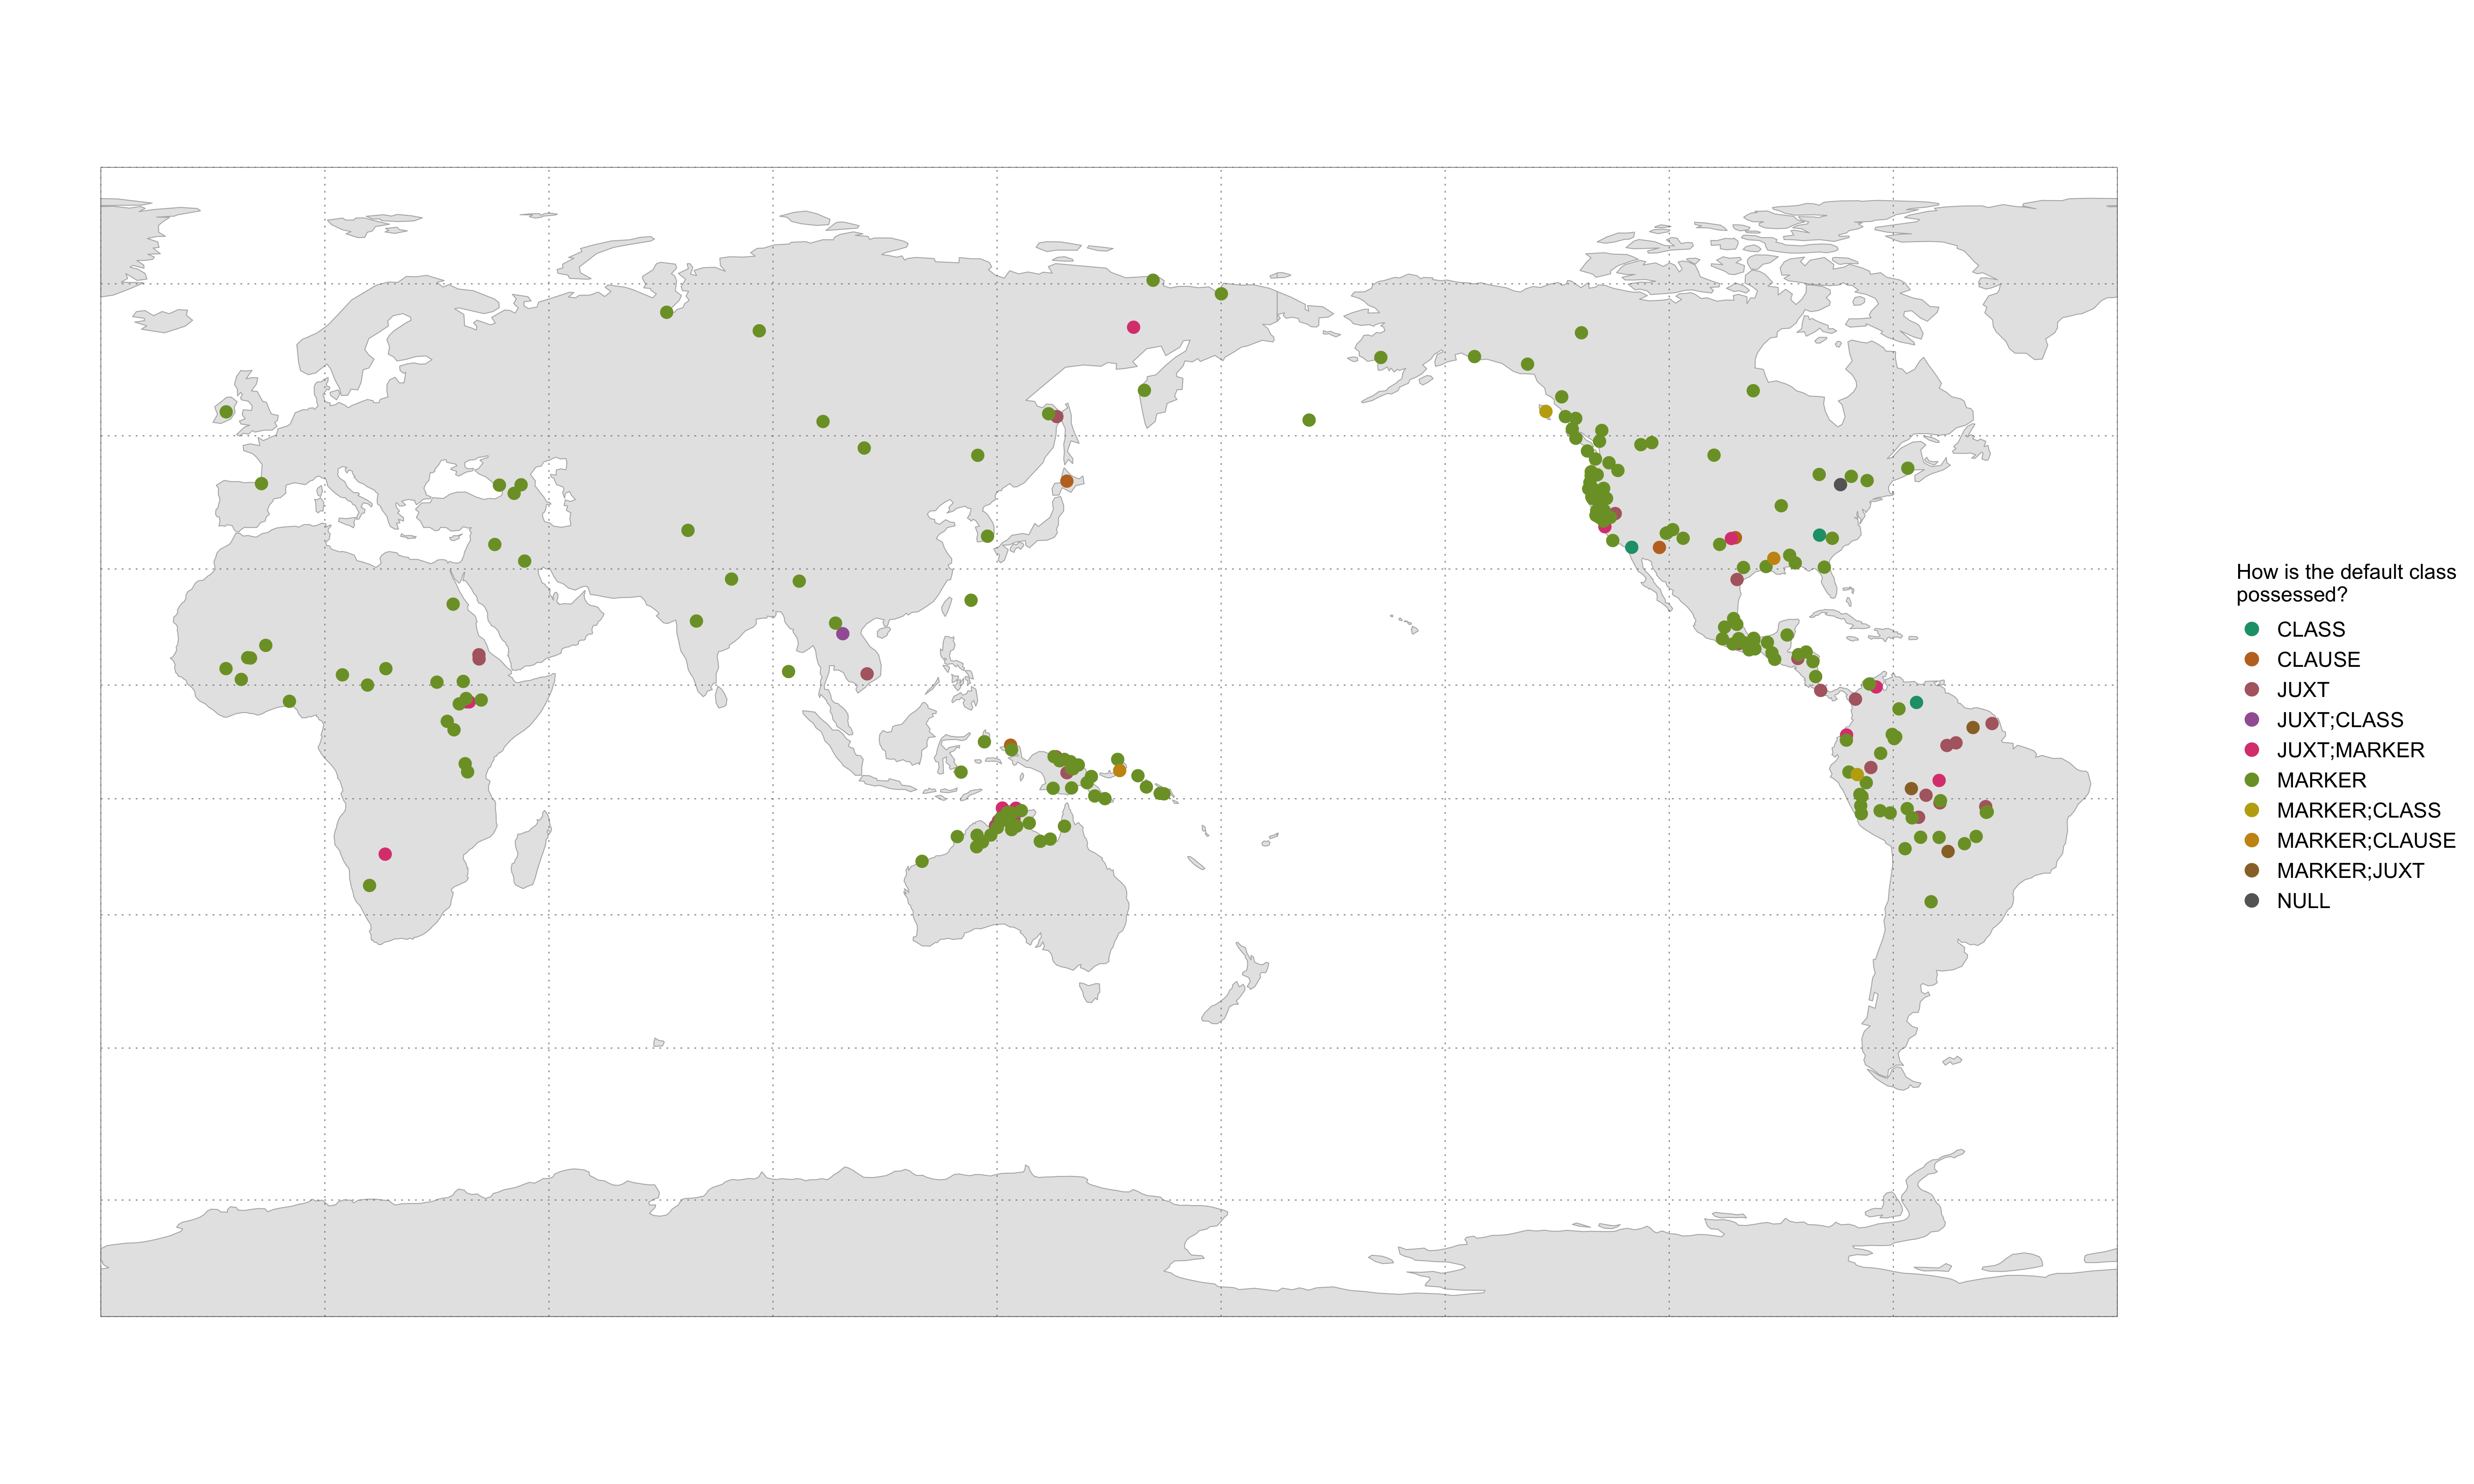 How is the default class
possessed?
CLASS
CLAUSE
JUXT
JUXT;CLASS
JUXT;MARKER
MARKER
MARKER;CLASS
MARKER;CLAUSE
MARKER;JUXT
NULL